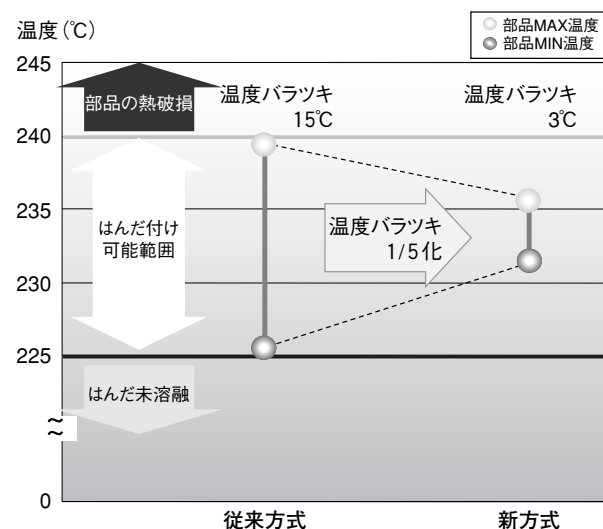 温度(℃)
部品MAX温度
部品MIN温度
245
部品の熱破損
温度バラツキ
15℃
温度バラツキ
3℃
240
235
はんだ付け
可能範囲
温度バラツキ
1/5化
230
225
はんだ未溶融
≈
0
従来方式
新方式